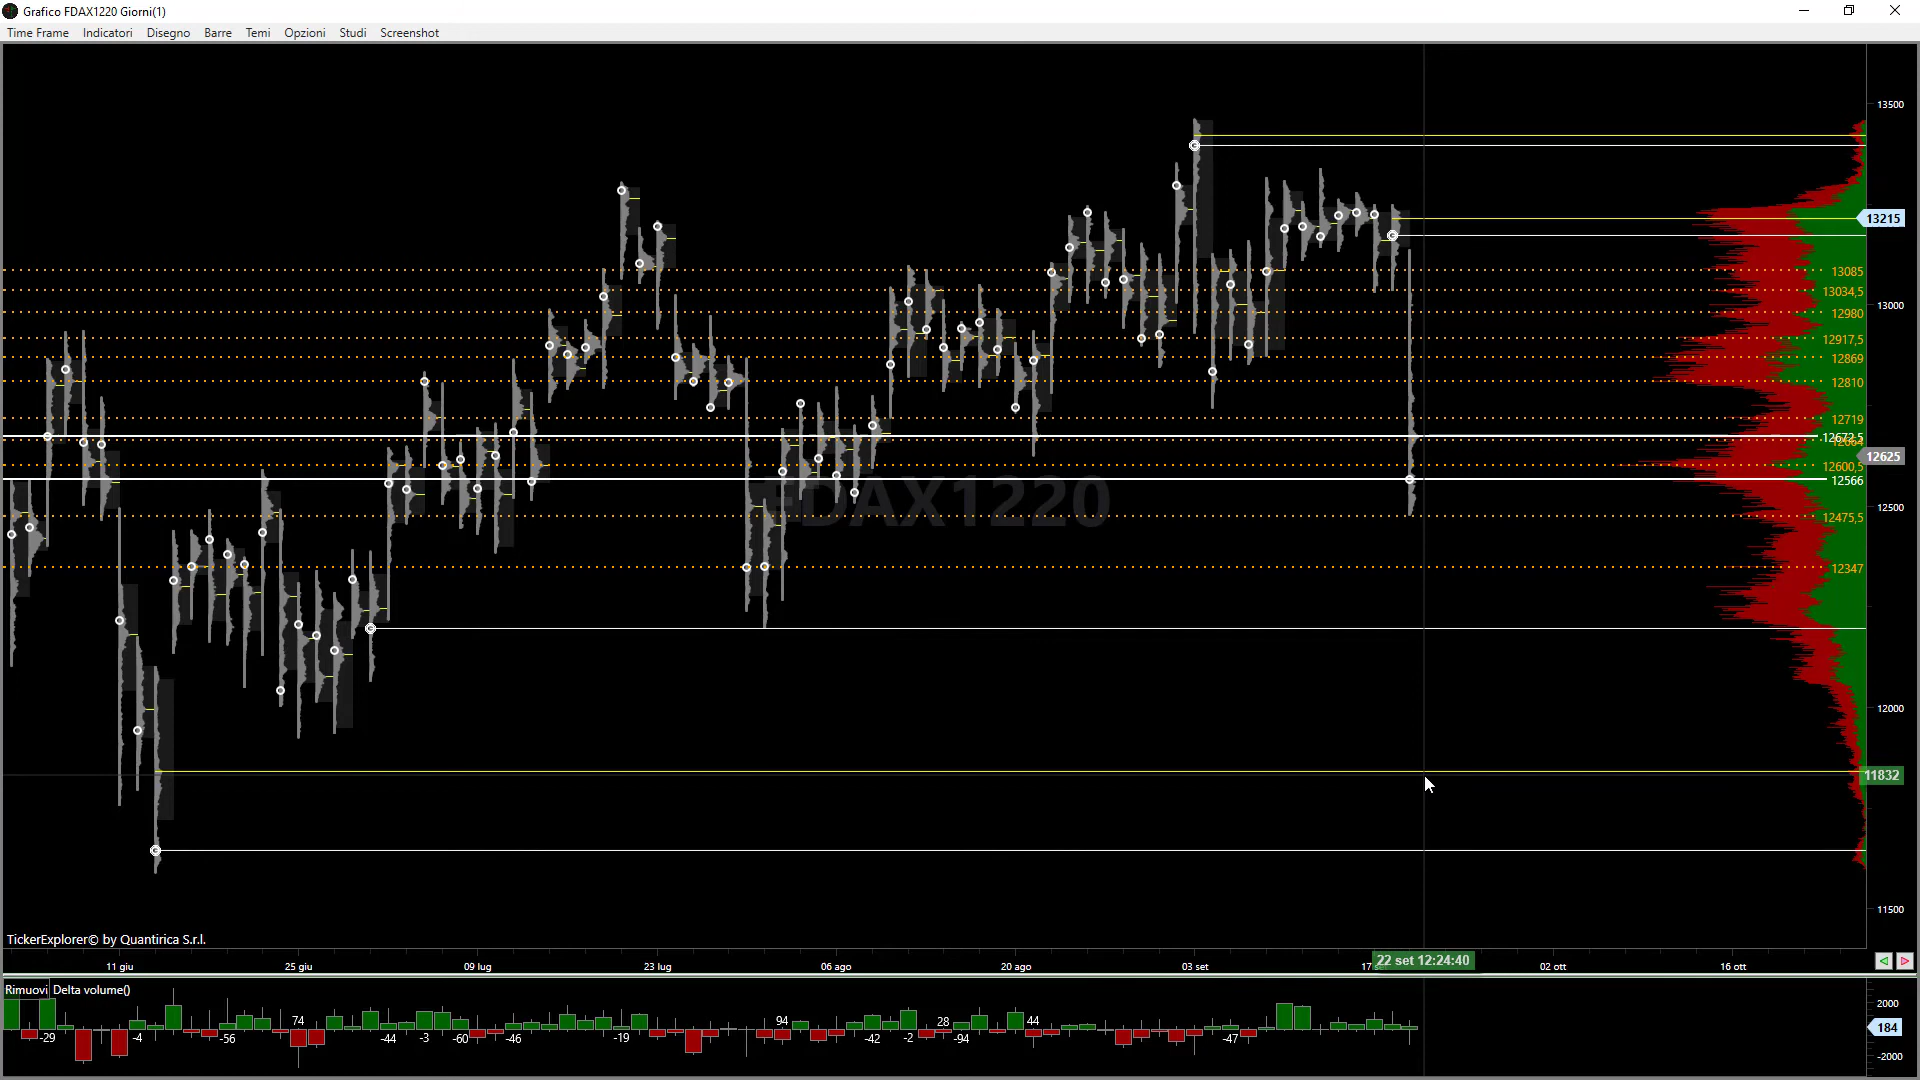 Grafico FDAX1220 Giorni(1)
Time Frame Indicatori Disegno Barre Temi Opzioni Studi Screenshot
13500
13215
13085
13034,5
13000
12980
12917,5
12869
12810
12719
12672,5
12625
12600,5
12566
FDAX1220
12500
12475,5
12347
12000
11832
11500
TickerExplorer© by Quantirica S.r.l.
11 giu 25 giu 09 lug 23 lug 06 ago 20 ago 03 set 22 set 12:24:40 02 ott 16 ott
Rimuovi Delta volume()
2000
74 94 28 44
184
-29 -4 -56 -44 -3 -60 -46 -19 -42 -2 -94 -47
-2000